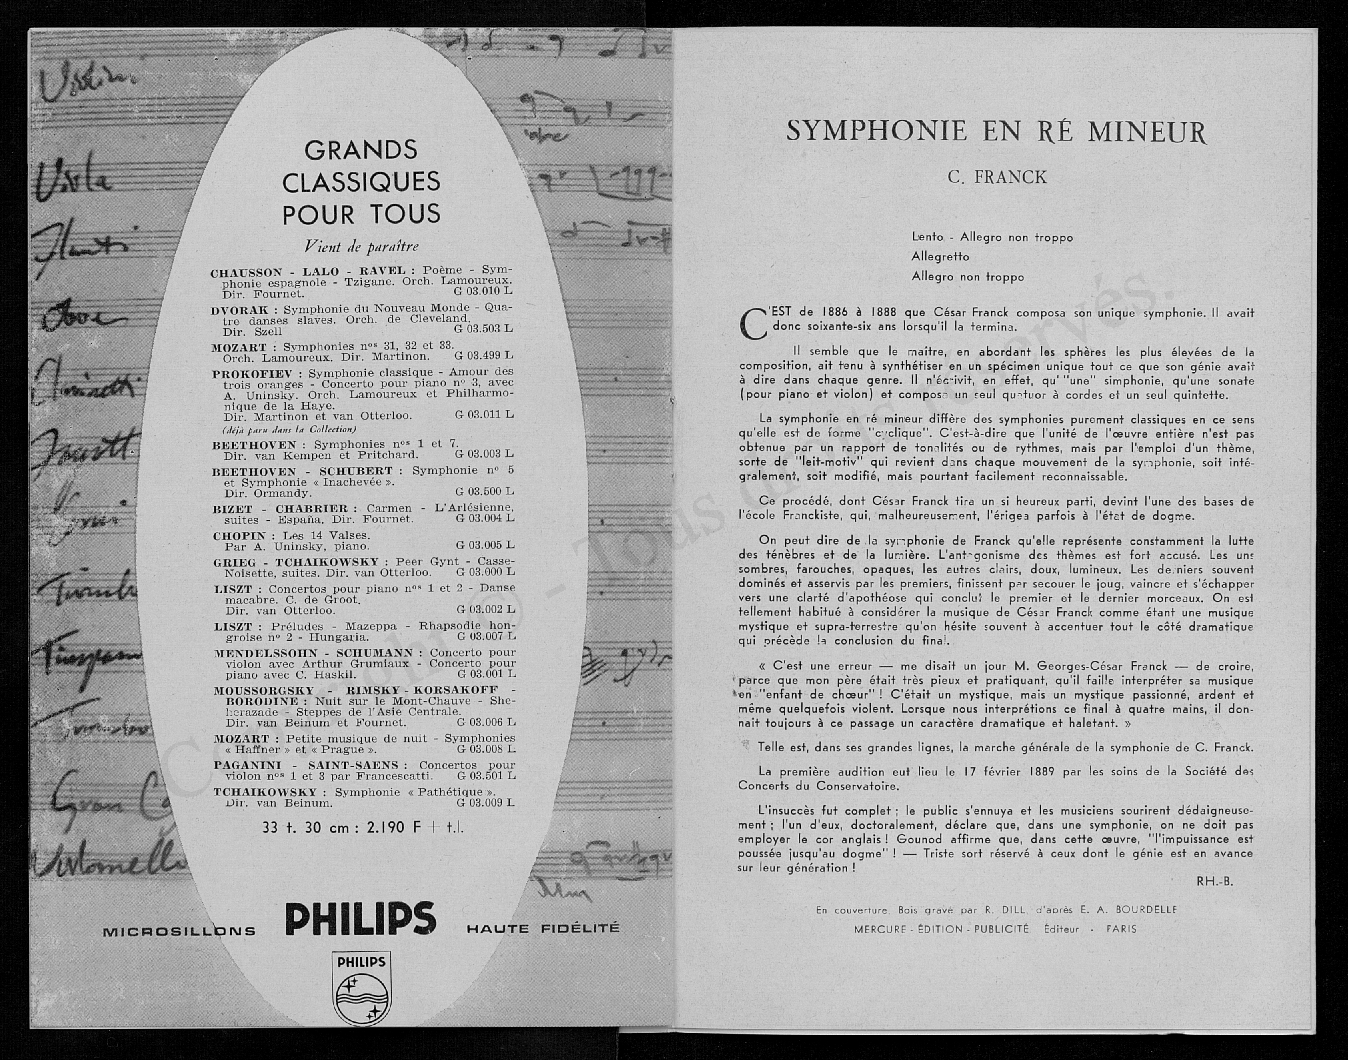 Violini
Viola
Flauti
Oboe
Clarinetti
Corni
Trombe
Gran Ca
GRANDS
CLASSIQUES
POUR TOUS
Vient de paraître
CHAUSSON - LALO - RAVEL : Poème - Sym-
phonie espagnole - Tzigane. Orch. Lamoureux.
Dir. Fournet. G 03.010 L
DVORAK : Symphonie du Nouveau Monde - Qua-
tre danses slaves. Orch. de Cleveland.
Dir. Szell G 03.503 L
MOZART : Symphonies nos 31, 32 et 33.
Orch. Lamoureux. Dir. Martinon. G 03.499 L
PROKOFIEV : Symphonie classique - Amour des
trois oranges - Concerto pour piano no 3, avec
A. Uninsky. Orch. Lamoureux et Philharmo-
nique de la Haye.
Dir. Martinon et van Otterloo. G 03.011 L
(déjà paru dans la Collection)
BEETHOVEN : Symphonies nos 1 et 7.
Dir. van Kempen et Pritchard. G 03.003 L
BEETHOVEN - SCHUBERT : Symphonie no 5
et Symphonie « Inachevée ».
Dir. Ormandy. G 03.500 L
BIZET - CHABRIER : Carmen - L'Arlésienne,
suites - España. Dir. Fournet. G 03.004 L
CHOPIN : Les 14 Valses.
Par A. Uninsky, piano. G 03.005 L
GRIEG - TCHAIKOWSKY : Peer Gynt - Casse-
Noisette, suites. Dir. van Otterloo. G 03.000 L
LISZT : Concertos pour piano nos 1 et 2 - Danse
macabre. C. de Groot.
Dir. van Otterloo. G 03.002 L
LISZT : Préludes - Mazeppa - Rhapsodie hon-
groise no 2 - Hungaria. G 03.007 L
MENDELSSOHN - SCHUMANN : Concerto pour
violon avec Arthur Grumiaux - Concerto pour
piano avec C. Haskil. G 03.001 L
MOUSSORGSKY - RIMSKY-KORSAKOFF -
BORODINE : Nuit sur le Mont-Chauve - She-
herazade - Steppes de l'Asie Centrale.
Dir. van Beinum et Fournet. G 03.006 L
MOZART : Petite musique de nuit - Symphonies
« Haffner » et « Prague ». G 03.008 L
PAGANINI - SAINT-SAENS : Concertos pour
violon nos 1 et 3 par Francescatti. G 03.501 L
TCHAIKOWSKY : Symphonie « Pathétique ».
Dir. van Beinum. G 03.009 L
33 t. 30 cm : 2.190 F + t.l.
MICROSILLONS PHILIPS HAUTE FIDÉLITÉ
PHILIPS
SYMPHONIE EN RÉ MINEUR
C. FRANCK
Lento - Allegro non troppo
Allegretto
Allegro non troppo
C'EST de 1886 à 1888 que César Franck composa son unique symphonie. Il avait
donc soixante-six ans lorsqu'il la termina.
Il semble que le maître, en abordant les sphères les plus élevées de la
composition, ait tenu à synthétiser en un spécimen unique tout ce que son génie avait
à dire dans chaque genre. Il n'écrivit, en effet, qu' "une" simphonie, qu'une sonate
(pour piano et violon) et composa un seul quatuor à cordes et un seul quintette.
La symphonie en ré mineur diffère des symphonies purement classiques en ce sens
qu'elle est de forme "cyclique". C'est-à-dire que l'unité de l'œuvre entière n'est pas
obtenue par un rapport de tonalités ou de rythmes, mais par l'emploi d'un thème,
sorte de "leit-motiv" qui revient dans chaque mouvement de la symphonie, soit inté-
gralement, soit modifié, mais pourtant facilement reconnaissable.
Ce procédé, dont César Franck tira un si heureux parti, devint l'une des bases de
l'école Franckiste, qui, malheureusement, l'érigea parfois à l'état de dogme.
On peut dire de la symphonie de Franck qu'elle représente constamment la lutte
des ténèbres et de la lumière. L'antagonisme des thèmes est fort accusé. Les uns
sombres, farouches, opaques, les autres clairs, doux, lumineux. Les derniers souvent
dominés et asservis par les premiers, finissent par secouer le joug, vaincre et s'échapper
vers une clarté d'apothéose qui conclut le premier et le dernier morceaux. On est
tellement habitué à considérer la musique de César Franck comme étant une musique
mystique et supra-terrestre qu'on hésite souvent à accentuer tout le côté dramatique
qui précède la conclusion du final.
« C'est une erreur — me disait un jour M. Georges-César Franck — de croire,
parce que mon père était très pieux et pratiquant, qu'il faille interpréter sa musique
en "enfant de chœur" ! C'était un mystique, mais un mystique passionné, ardent et
même quelquefois violent. Lorsque nous interprétions ce final à quatre mains, il don-
nait toujours à ce passage un caractère dramatique et haletant. »
Telle est, dans ses grandes lignes, la marche générale de la symphonie de C. Franck.
La première audition eut lieu le 17 février 1889 par les soins de la Société des
Concerts du Conservatoire.
L'insuccès fut complet ; le public s'ennuya et les musiciens sourirent dédaigneuse-
ment ; l'un d'eux, doctoralement, déclare que, dans une symphonie, on ne doit pas
employer le cor anglais ! Gounod affirme que, dans cette œuvre, "l'impuissance est
poussée jusqu'au dogme" ! — Triste sort réservé à ceux dont le génie est en avance
sur leur génération !
RH.-B.
En couverture. Bois gravé par R. DILL, d'après E. A. BOURDELLE
MERCURE - ÉDITION - PUBLICITÉ. Éditeur - PARIS